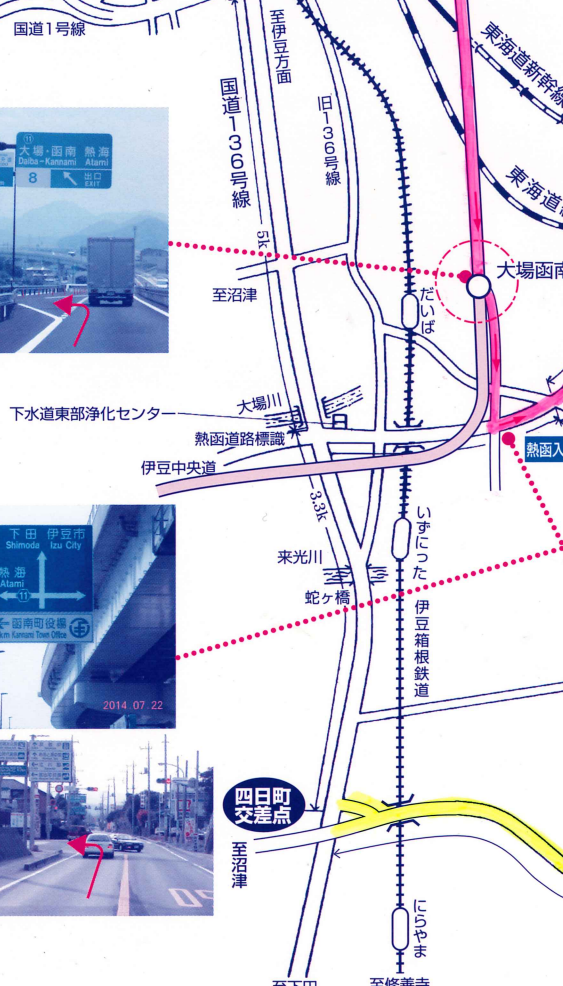 国道1号線
至伊豆方面
東海道新幹線
国道136号線
旧136号線
⑪
大場・函南 熱海
Daiba-Kannami Atami
8 出口
EXIT
5k
東海道
大場函南
至沼津
だいば
大場川
下水道東部浄化センター
熱函道路標識
熱函入
伊豆中央道
3.3k
いずにった
下田 伊豆市
Shimoda Izu City
熱海
Atami
⑪
函南町役場
km Kannami Town Office
来光川
蛇ヶ橋
伊豆箱根鉄道
2014.07.22
四日町
交差点
至沼津
にらやま
至下田
至修善寺